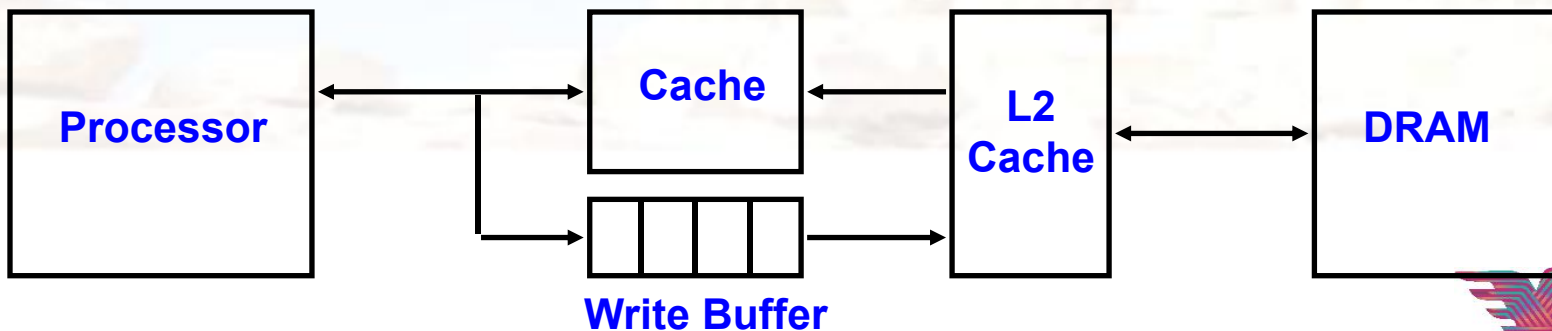 Processor
Cache
L2
Cache
DRAM
Write Buffer